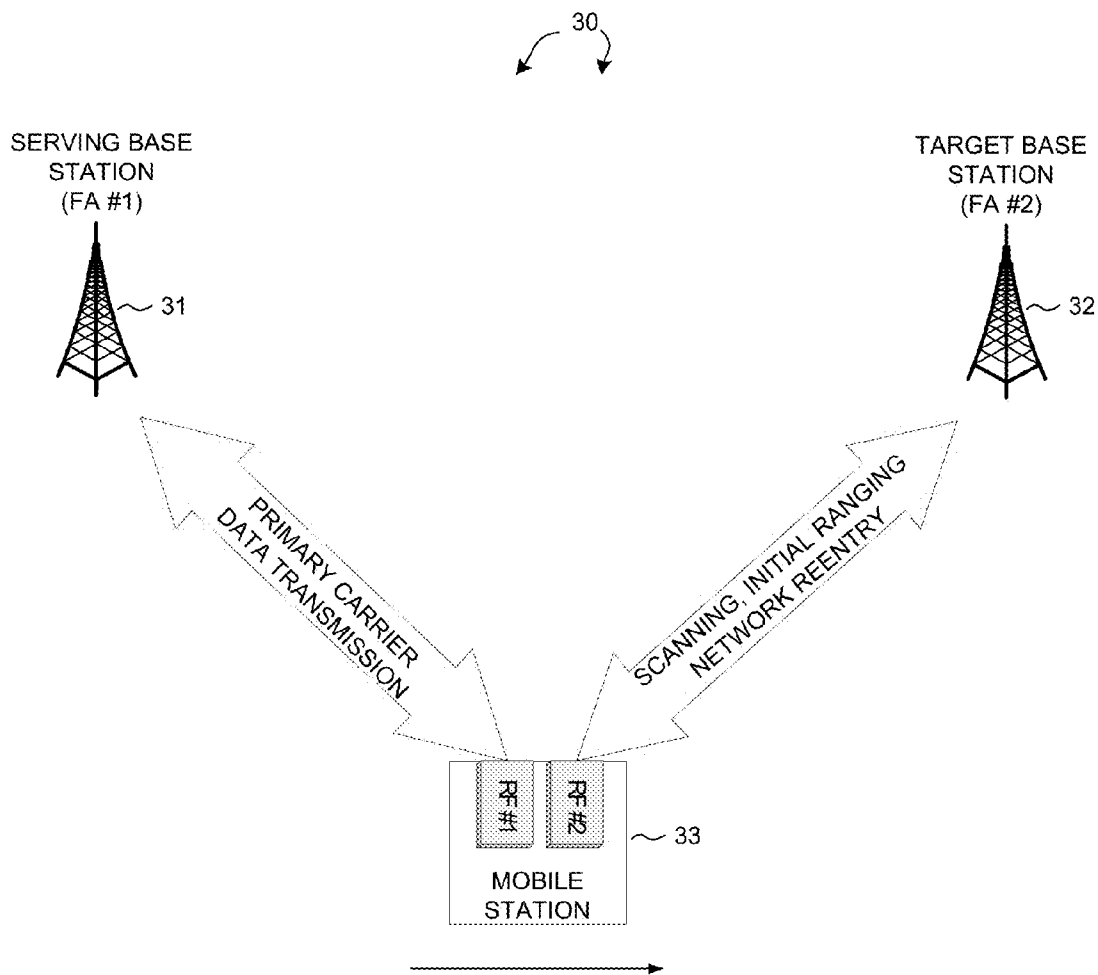 30
SERVING BASE
STATION
(FA #1)
TARGET BASE
STATION
(FA #2)
31
32
PRIMARY CARRIER
DATA TRANSMISSION
SCANNING, INITIAL RANGING
NETWORK REENTRY
RF #1
RF #2
33
MOBILE
STATION